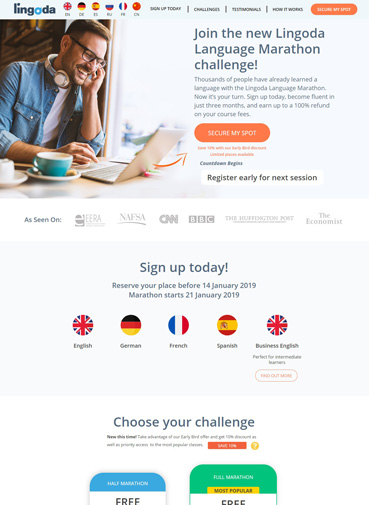 lingoda
EN DE ES RU FR CN
SIGN UP TODAY | CHALLENGES | TESTIMONIALS | HOW IT WORKS
SECURE MY SPOT
Join the new Lingoda
Language Marathon
challenge!
Thousands of people have already learned a
language with the Lingoda Language Marathon.
Now it's your turn. Sign up today, become fluent in
just three months, and earn up to a 100% refund
on your course fees.
SECURE MY SPOT
Save 10% with our Early Bird discount
Limited places available.
Countdown Begins
Register early for next session
As Seen On:
NAFSA
CNN
BBC
THE HUFFINGTON POST
The
Economist
Sign up today!
Reserve your place before 14 January 2019
Marathon starts 21 January 2019
English German French Spanish Business English
Perfect for intermediate
learners
FIND OUT MORE
Choose your challenge
New this time! Take advantage of our Early Bird offer and get 10% discount as
well as priority access to the most popular classes.
SAVE 10%
?
HALF MARATHON
FREE
FULL MARATHON
MOST POPULAR
FREE